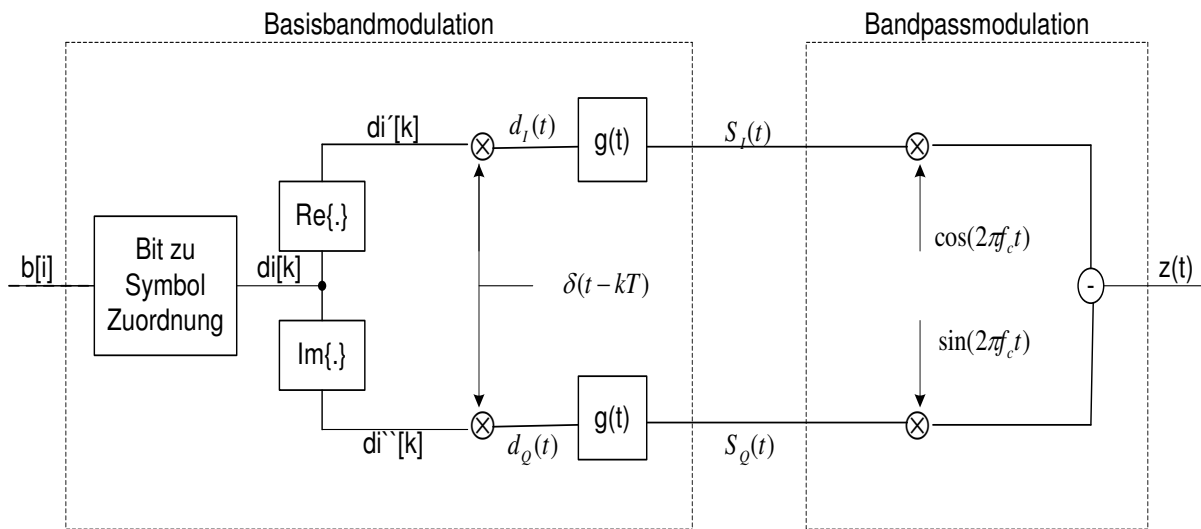 Basisbandmodulation
Bandpassmodulation
di´[k]
d_I(t)
g(t)
S_I(t)
Re{.}
cos(2πf_c t)
b[i]
Bit zu
Symbol
Zuordnung
di[k]
δ(t − kT)
-
z(t)
Im{.}
sin(2πf_c t)
di``[k]
d_Q(t)
g(t)
S_Q(t)